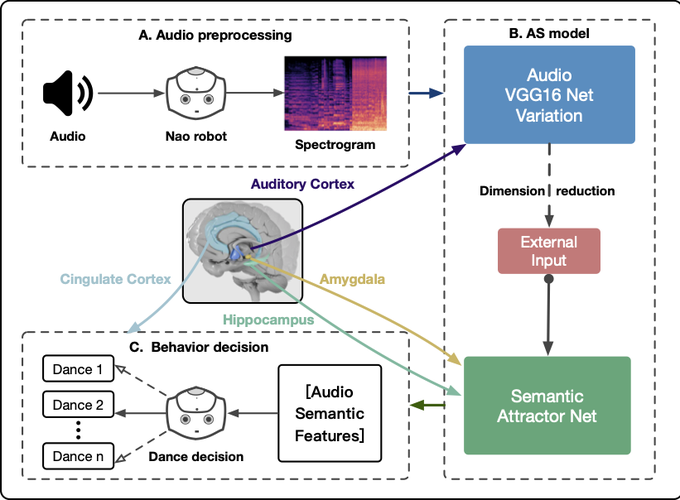 A. Audio preprocessing
Audio
Nao robot
Spectrogram
B. AS model
Audio
VGG16 Net
Variation
Dimension reduction
External
Input
Semantic
Attractor Net
Auditory Cortex
Cingulate Cortex
Amygdala
Hippocampus
C. Behavior decision
Dance 1
Dance 2
Dance n
Dance decision
[Audio
Semantic
Features]